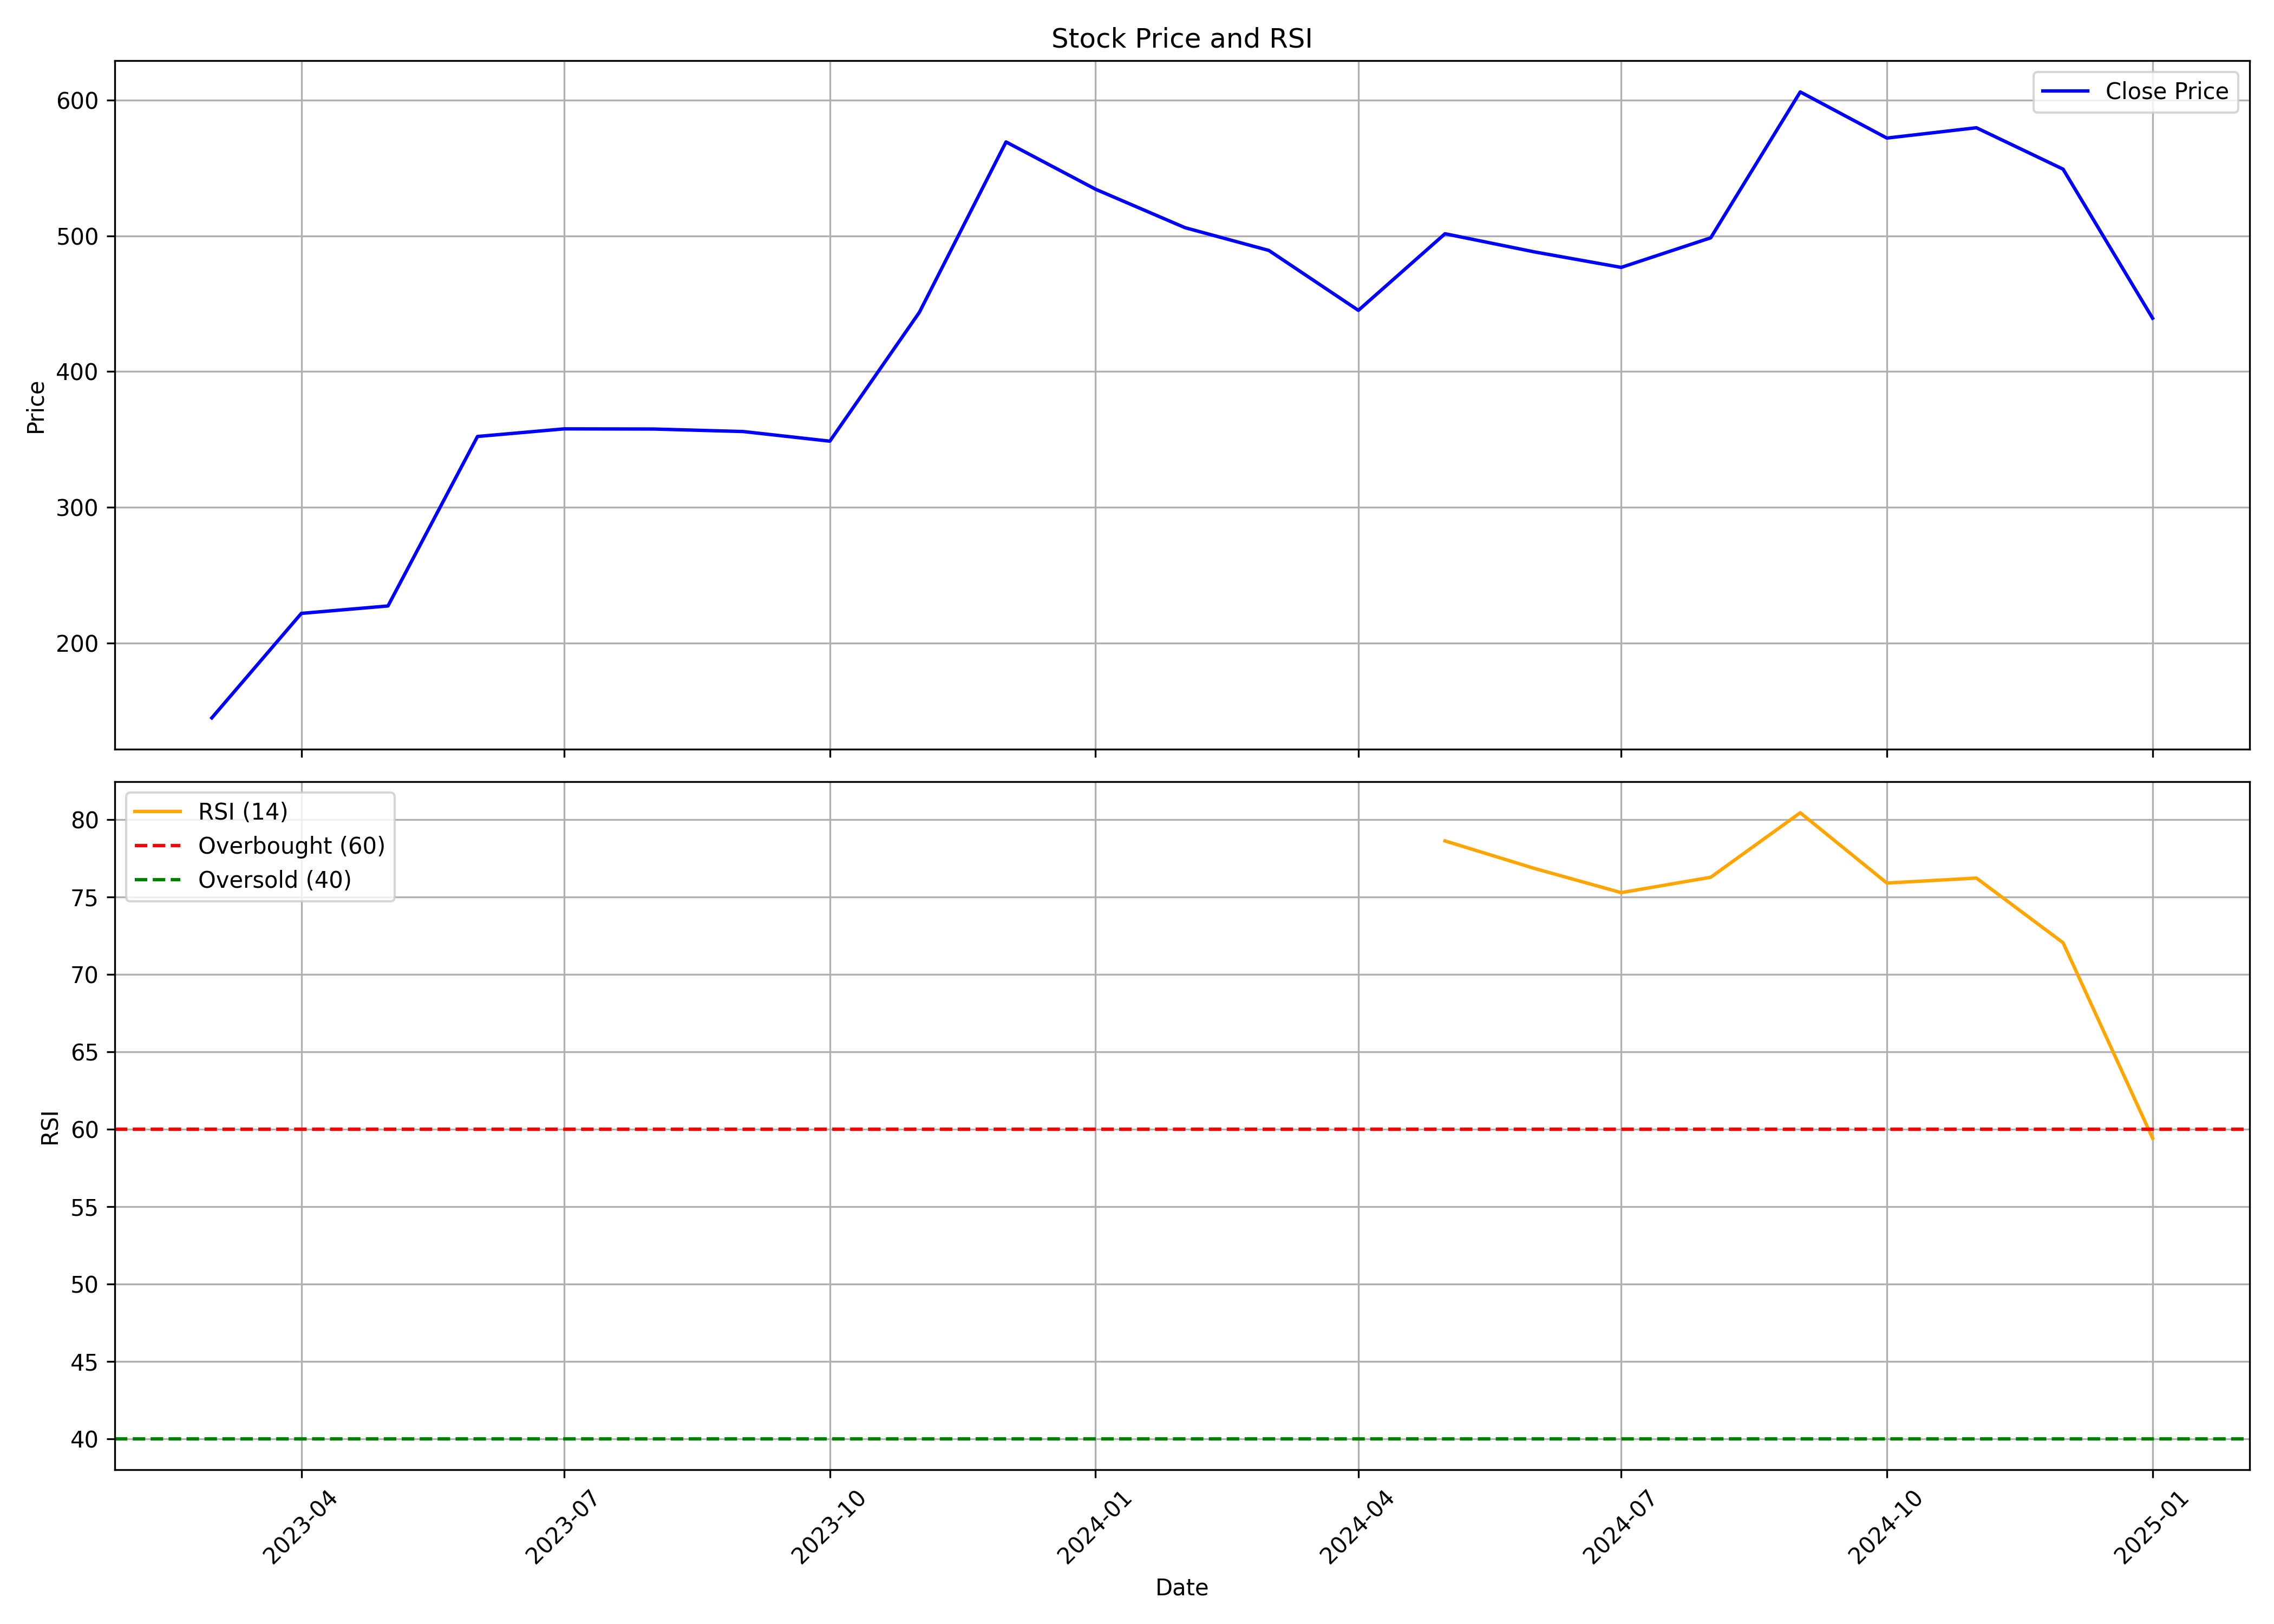 Stock Price and RSI
Close Price
600
500
400
300
200
Price
RSI (14)
Overbought (60)
Oversold (40)
80
75
70
65
60
55
50
45
40
RSI
2023-04
2023-07
2023-10
2024-01
2024-04
2024-07
2024-10
2025-01
Date